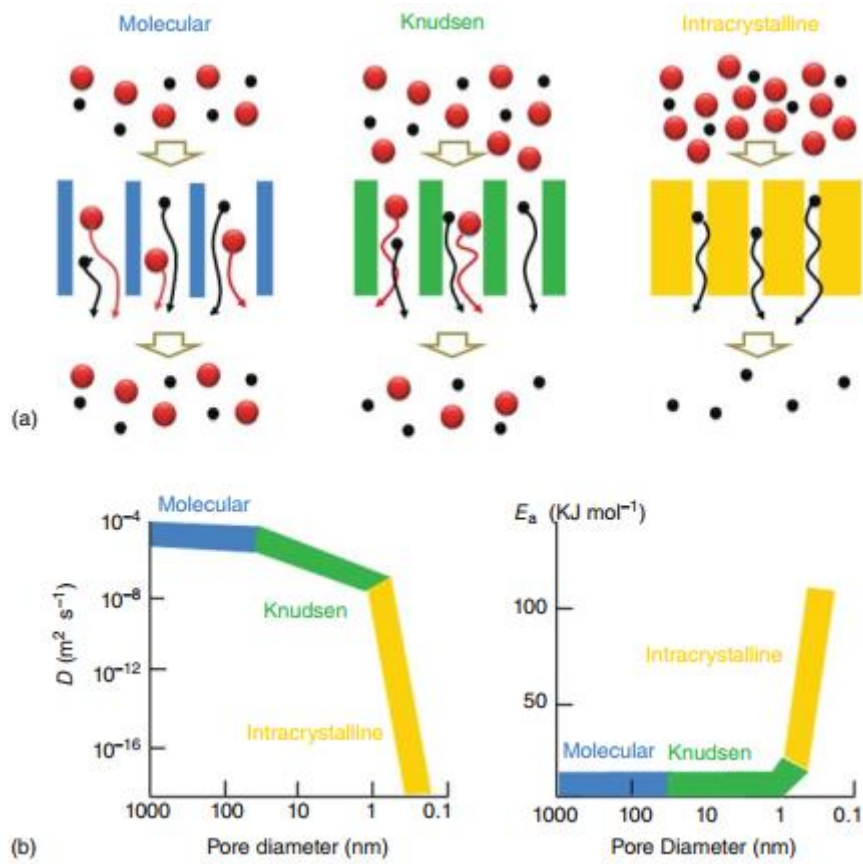 Molecular
Knudsen
Intracrystalline
(a)
Molecular
Knudsen
Intracrystalline
D (m² s⁻¹)
10⁻⁴
10⁻⁸
10⁻¹²
10⁻¹⁶
1000 100 10 1 0.1
Pore diameter (nm)
Eₐ (KJ mol⁻¹)
100
50
Intracrystalline
Molecular Knudsen
1000 100 10 1 0.1
Pore Diameter (nm)
(b)